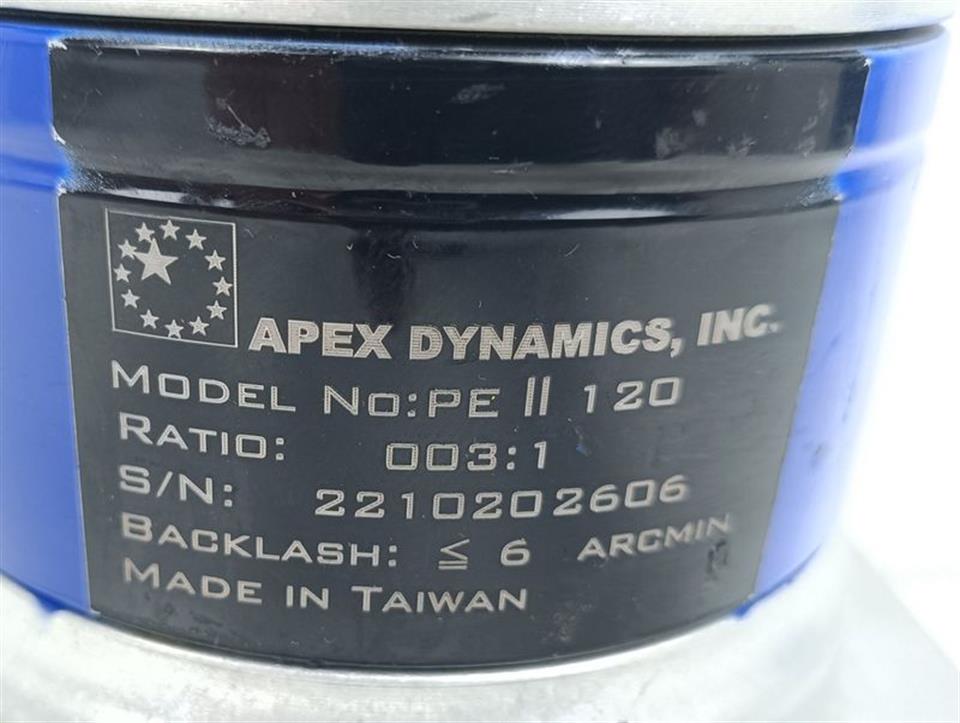 APEX DYNAMICS, INC.
MODEL NO:PE II 120
RATIO: 003:1
S/N: 2210202606
BACKLASH: ≦ 6 ARCMIN
MADE IN TAIWAN